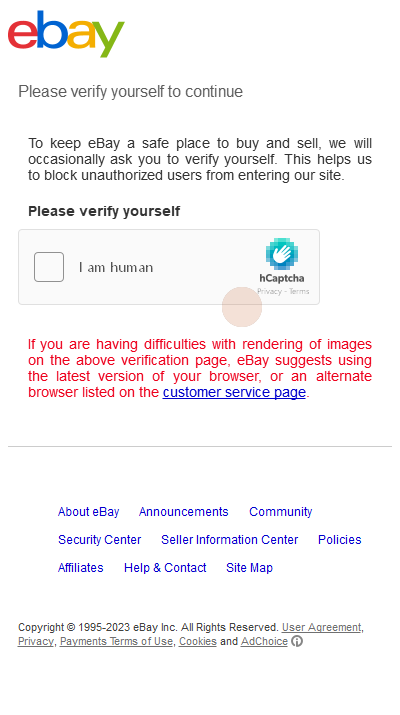 ebay
Please verify yourself to continue
To keep eBay a safe place to buy and sell, we will
occasionally ask you to verify yourself. This helps us
to block unauthorized users from entering our site.
Please verify yourself
I am human
hCaptcha
Privacy - Terms
If you are having difficulties with rendering of images
on the above verification page, eBay suggests using
the latest version of your browser, or an alternate
browser listed on the customer service page.
About eBay Announcements Community
Security Center Seller Information Center Policies
Affiliates Help & Contact Site Map
Copyright © 1995-2023 eBay Inc. All Rights Reserved. User Agreement,
Privacy, Payments Terms of Use, Cookies and AdChoice